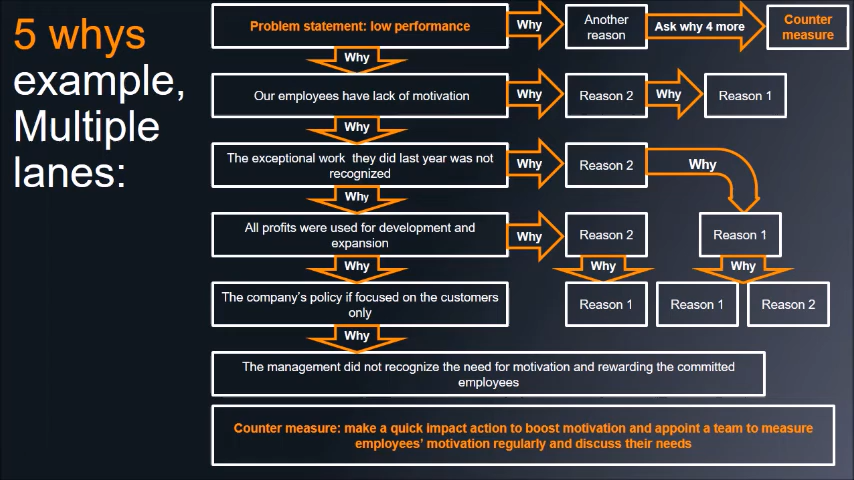 5 whys
example,
Multiple
lanes:
Problem statement: low performance
Why
Another
reason
Ask why 4 more
Counter
measure
Why
Our employees have lack of motivation
Why
Reason 2
Why
Reason 1
Why
The exceptional work they did last year was not
recognized
Why
Reason 2
Why
Why
All profits were used for development and
expansion
Why
Reason 2
Reason 1
Why
Why
Why
The company's policy if focused on the customers
only
Reason 1
Reason 1
Reason 2
Why
The management did not recognize the need for motivation and rewarding the committed
employees
Counter measure: make a quick impact action to boost motivation and appoint a team to measure
employees' motivation regularly and discuss their needs